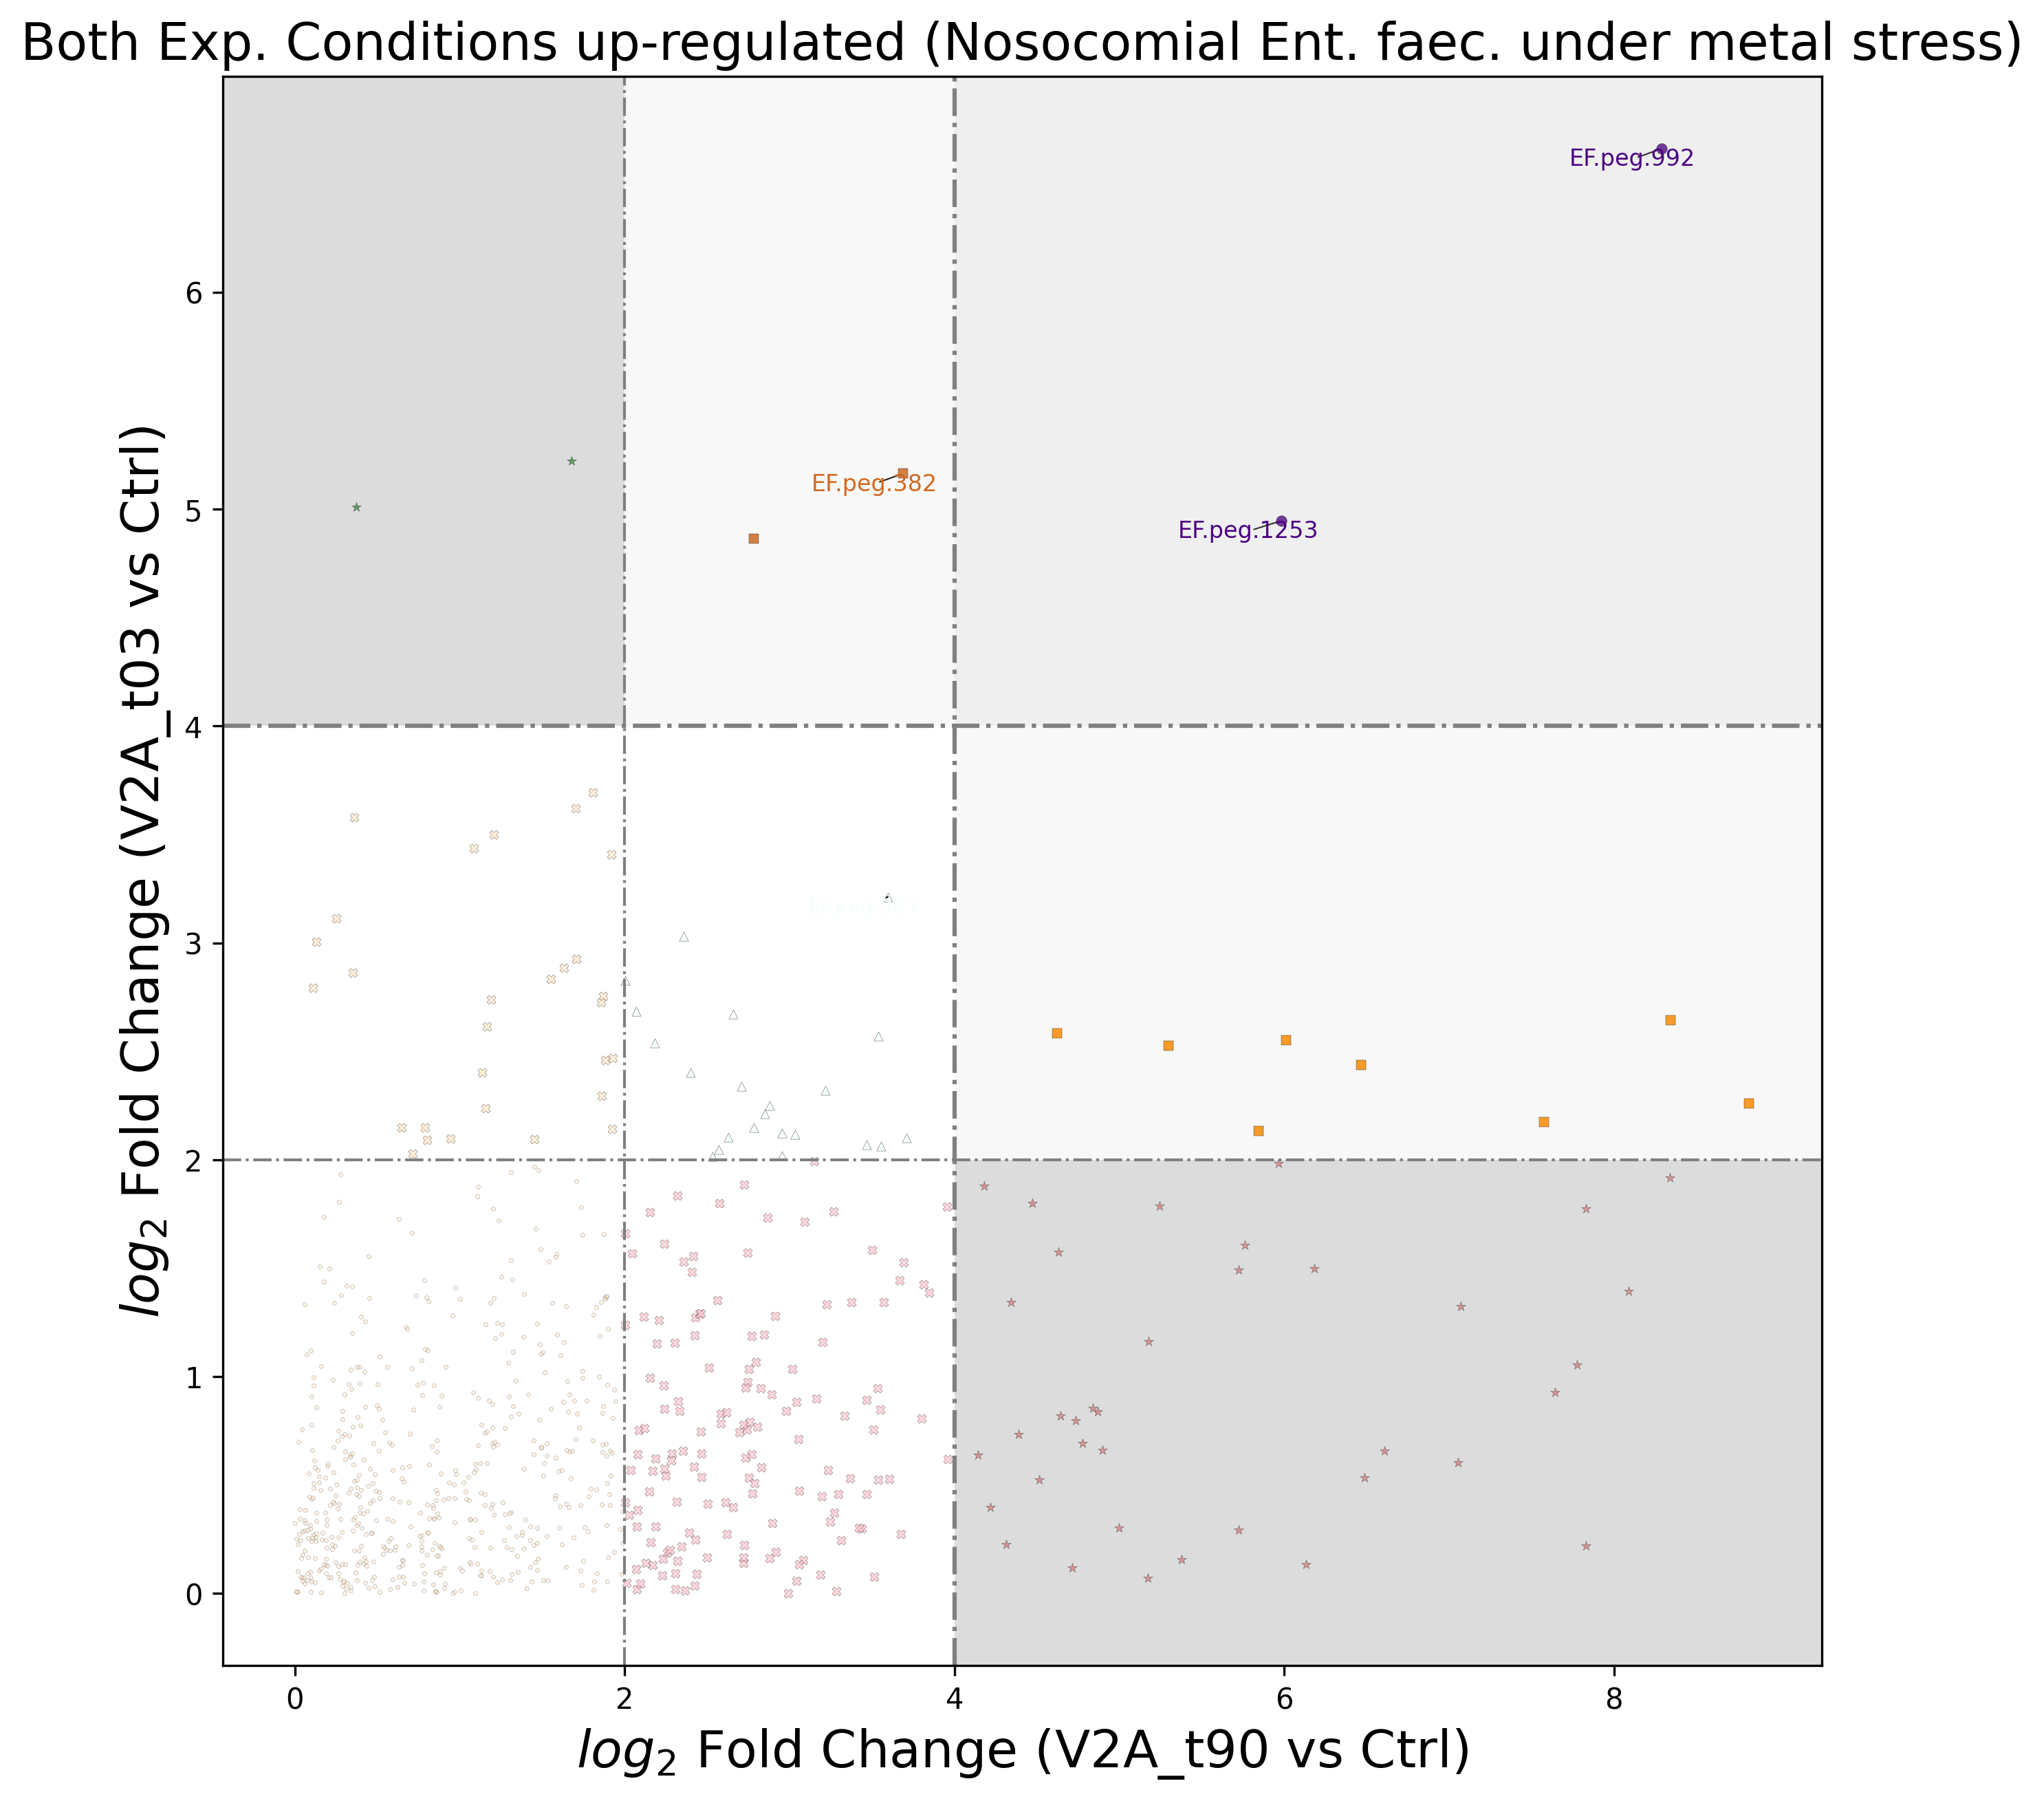 Both Exp. Conditions up-regulated (Nosocomial Ent. faec. under metal stress)
log₂ Fold Change (V2A_t03 vs Ctrl)
6
5
4
3
2
1
0
EF.peg.992
EF.peg.382
EF.peg.1253
0 2 4 6 8
log₂ Fold Change (V2A_t90 vs Ctrl)